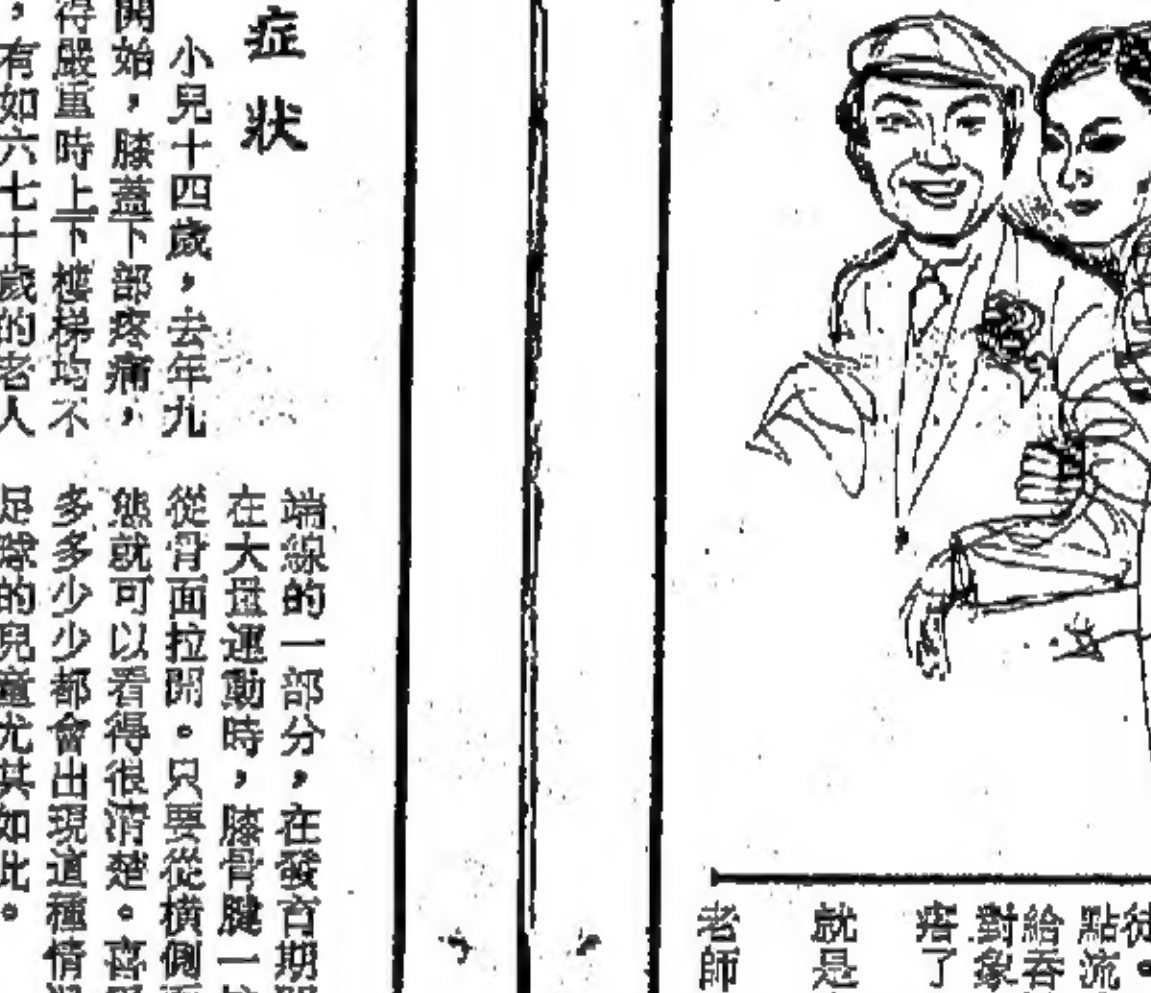 症狀
小兒十四歲，去年九
開始，膝蓋下部疼痛，
得嚴重時上下樓梯均不
，有如六七十歲的老人
端線的一部分，在發育期
在大量運動時，膝骨腱一
從骨面拉開。只要從橫側
態就可以看得很清楚。喜
多多少少都會出現這種情
足球的兒童尤其如此。
徒。
點流
給吞
對象
瘩了
就是
老師